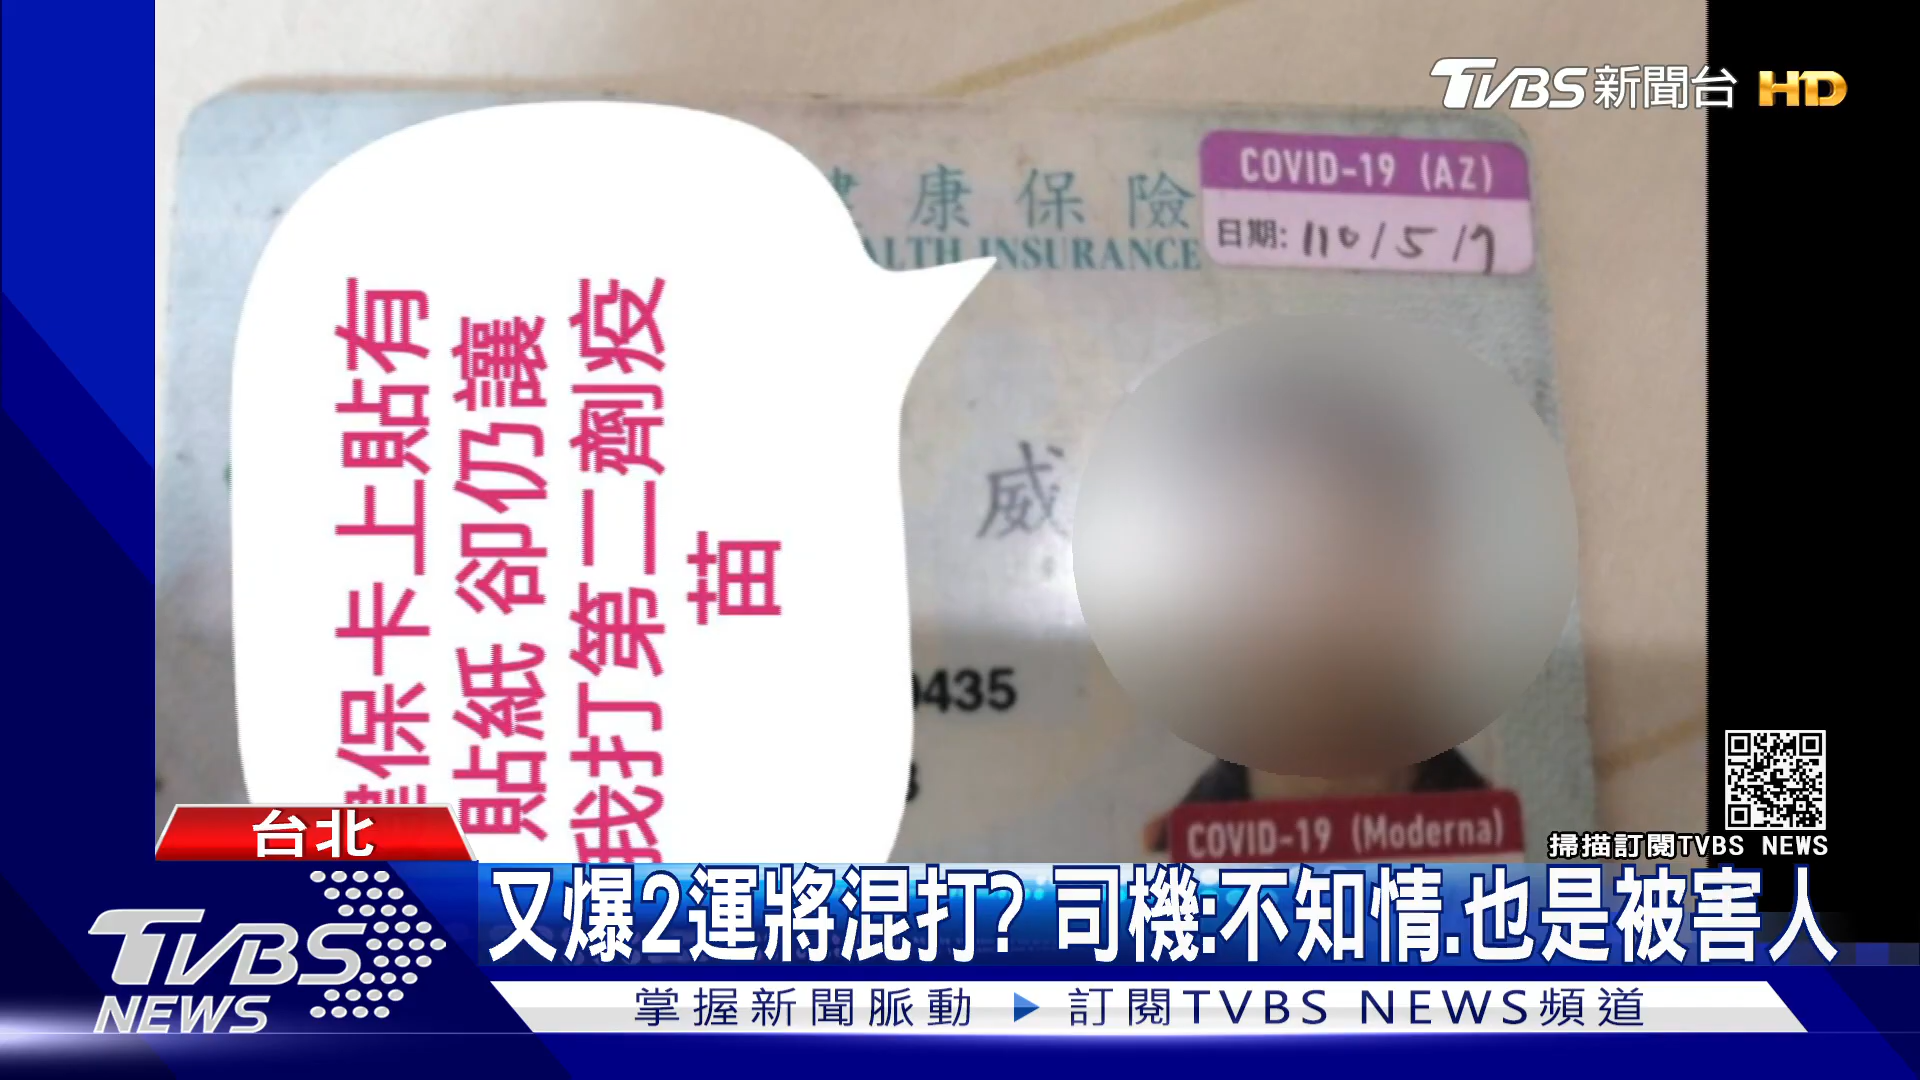 TVBS新聞台 HD
COVID-19 (AZ)
日期: 110/5/7
健康保險
ALTH INSURANCE
健保卡上貼有
貼紙 卻仍讓
我打第二劑疫
苗
威
0435
COVID-19 (Moderna)
掃描訂閱TVBS NEWS
台北
又爆2運將混打? 司機:不知情.也是被害人
TVBS
NEWS
掌握新聞脈動 ▶ 訂閱TVBS NEWS頻道